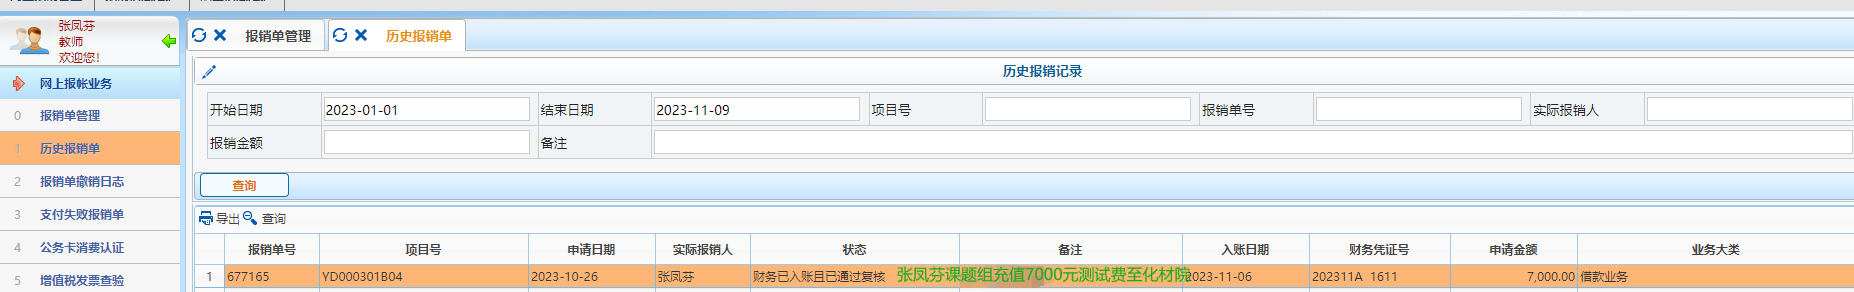 张凤芬
教师
欢迎您！
网上报帐业务
0 报销单管理
1 历史报销单
2 报销单撤销日志
3 支付失败报销单
4 公务卡消费认证
5 增值税发票查验
报销单管理 历史报销单
历史报销记录
开始日期 2023-01-01 结束日期 2023-11-09 项目号 报销单号 实际报销人
报销金额 备注
查询
导出 查询
报销单号 项目号 申请日期 实际报销人 状态 备注 入账日期 财务凭证号 申请金额 业务大类
1 677165 YD000301B04 2023-10-26 张凤芬 财务已入账且已通过复核 张凤芬课题组充值7000元测试费至化材院 2023-11-06 202311A 1611 7,000.00 借款业务